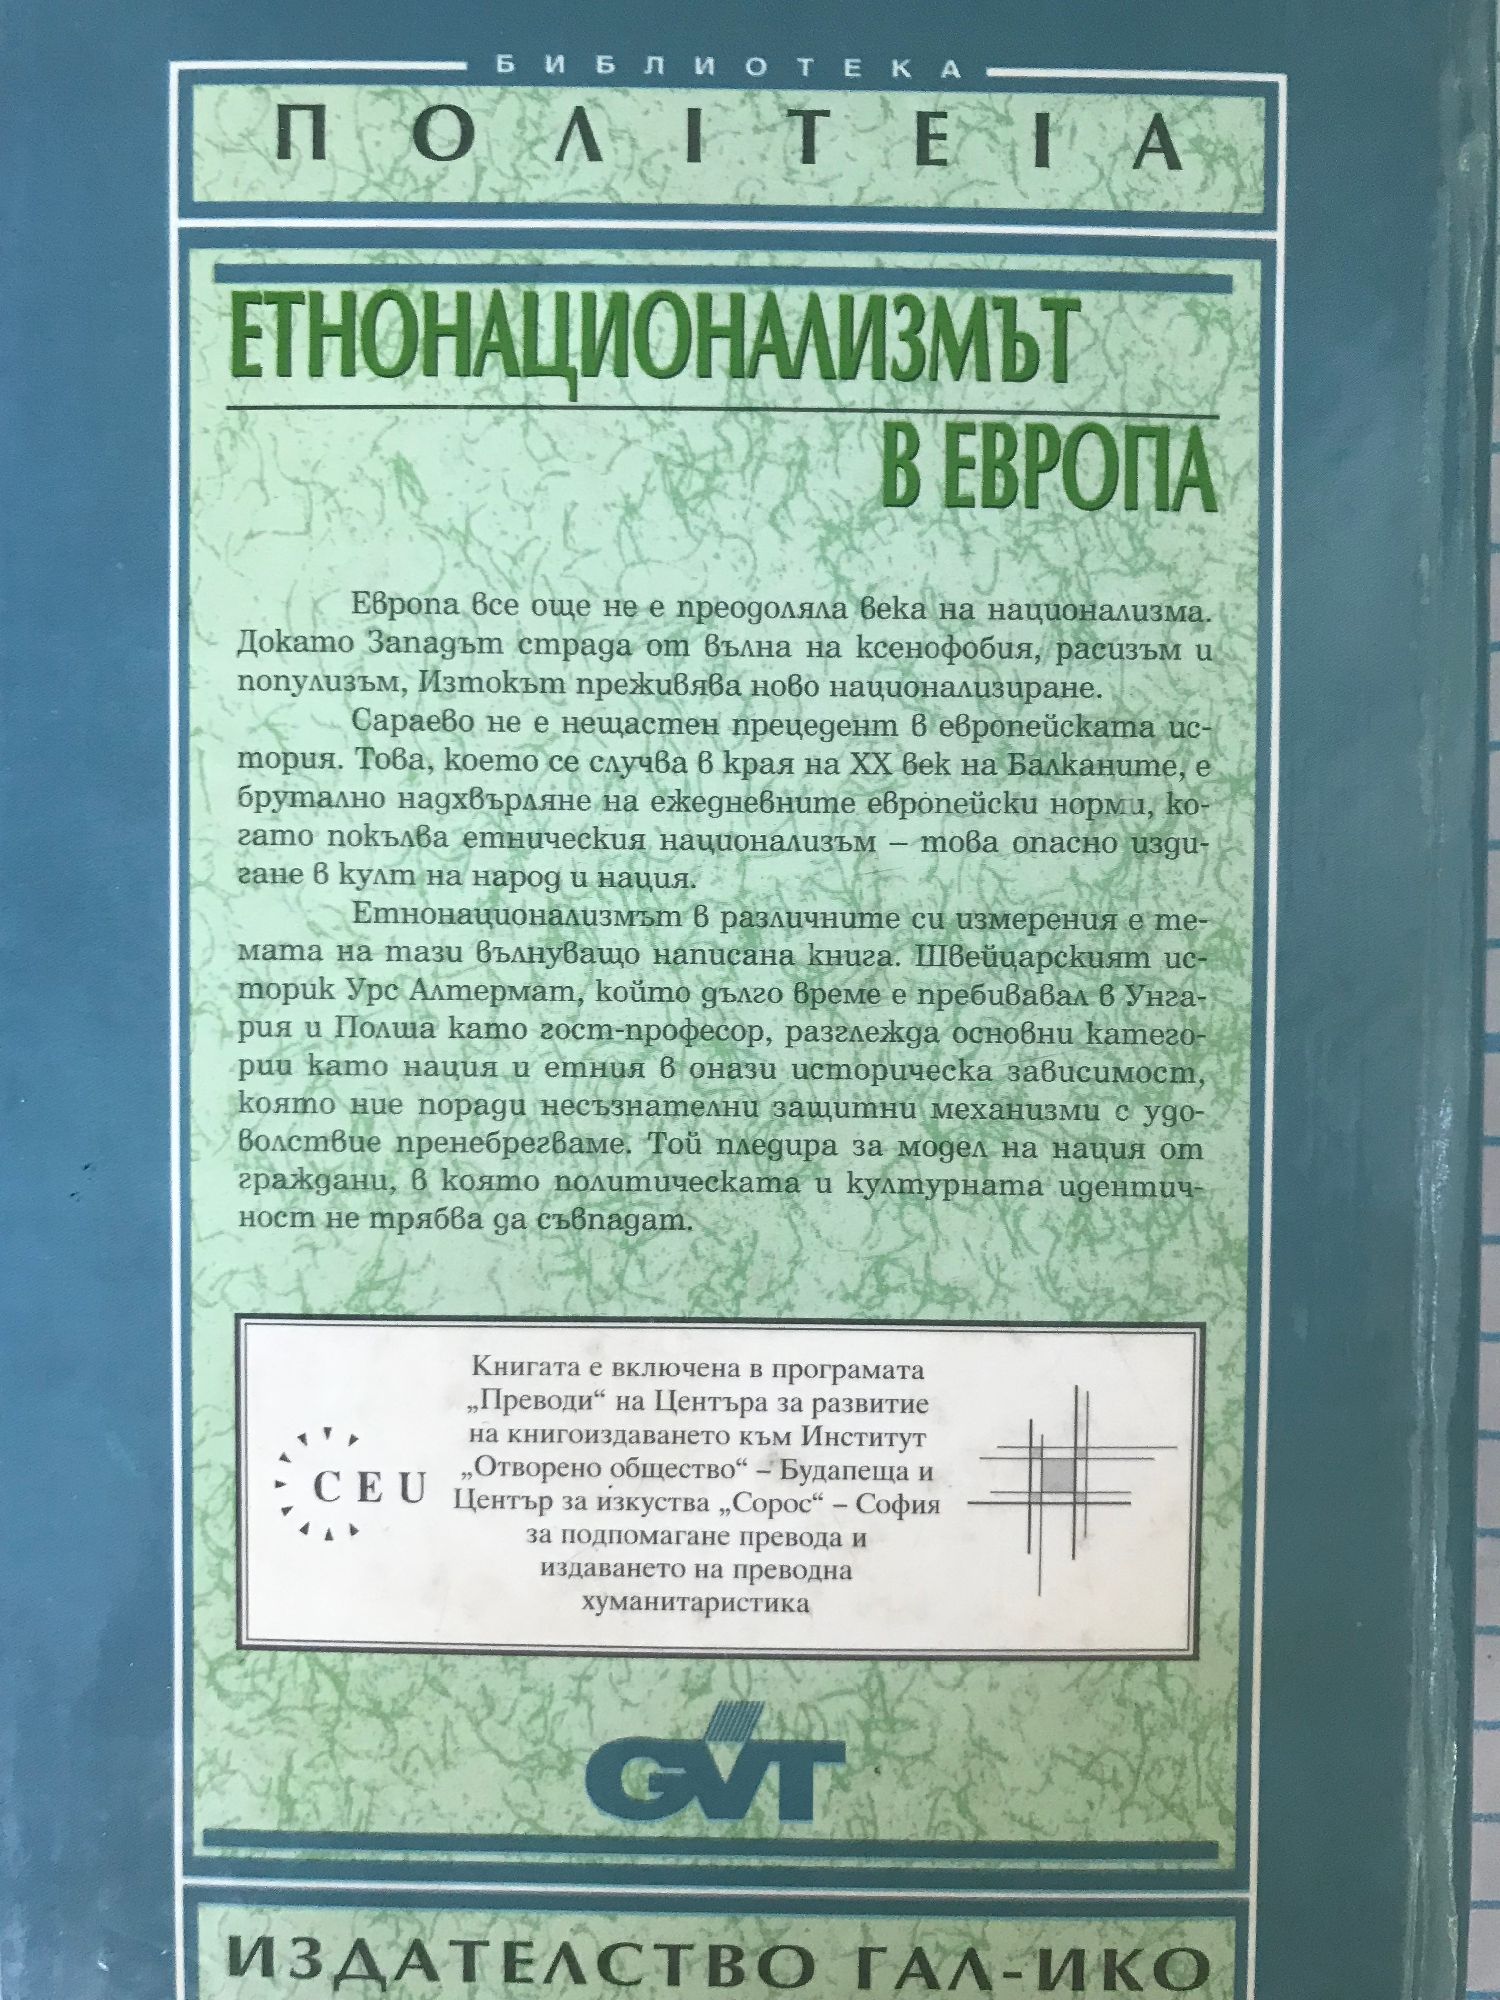 БИБЛИОТЕКА
ПОЛІТЕІА
ЕТНОНАЦИОНАЛИЗМЪТ
В ЕВРОПА
Европа все още не е преодоляла века на национализма.
Докато Западът страда от вълна на ксенофобия, расизъм и
популизъм, Изтокът преживява ново национализиране.
Сараево не е нещастен прецедент в европейската ис-
тория. Това, което се случва в края на XX век на Балканите, е
брутално надхвърляне на ежедневните европейски норми, ко-
гато покълва етническия национализъм – това опасно изди-
гане в култ на народ и нация.
Етнонационализмът в различните си измерения е те-
мата на тази вълнуващо написана книга. Швейцарският ис-
торик Урс Алтермат, който дълго време е пребивавал в Унга-
рия и Полша като гост-професор, разглежда основни катего-
рии като нация и етния в онази историческа зависимост,
която ние поради несъзнателни защитни механизми с удо-
волствие пренебрегваме. Той пледира за модел на нация от
граждани, в която политическата и културната идентич-
ност не трябва да съвпадат.
CEU
Книгата е включена в програмата
„Преводи“ на Центъра за развитие
на книгоиздаването към Институт
„Отворено общество“ – Будапеща и
Център за изкуства „Сорос“ – София
за подпомагане превода и
издаването на преводна
хуманитаристика
GVT
ИЗДАТЕЛСТВО ГАЛ-ИКО